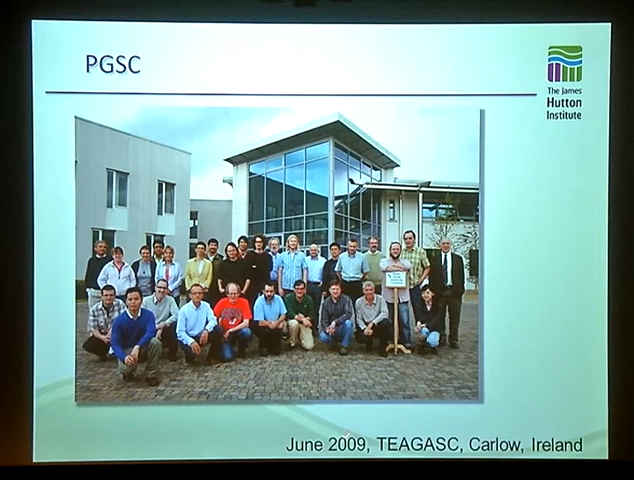 PGSC
The James
Hutton
Institute
June 2009, TEAGASC, Carlow, Ireland